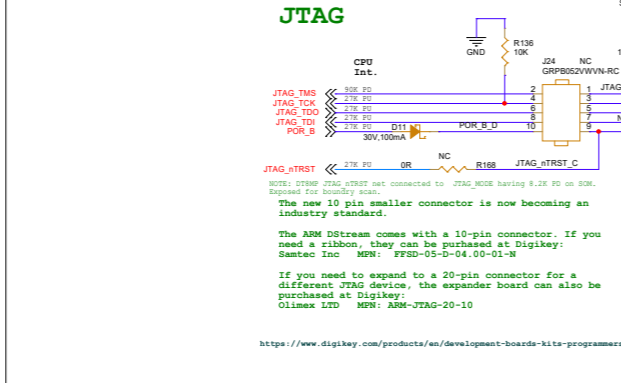 JTAG
GND
R136
10K
CPU
Int.
J24
NC
GRPB052VWVN-RC
JTAG_TMS
90K PD
2
1
JTAG
JTAG_TCK
27K PU
4
3
JTAG_TDO
27K PU
6
5
JTAG_TDI
27K PU
8
7
POR_B
27K PU
D11
POR_B_D
10
9
30V,100mA
NC
JTAG_nTRST
27K PU
0R
R168
JTAG_nTRST_C
NOTE: DT8MP JTAG_nTRST net connected to JTAG_MODE having 8.2K PD on SOM.
Exposed for boundry scan.
The new 10 pin smaller connector is now becoming an
industry standard.
The ARM DStream comes with a 10-pin connector. If you
need a ribbon, they can be purhased at Digikey:
Samtec Inc MPN: FFSD-05-D-04.00-01-N
If you need to expand to a 20-pin connector for a
different JTAG device, the expander board can also be
purchased at Digikey:
Olimex LTD MPN: ARM-JTAG-20-10
https://www.digikey.com/products/en/development-boards-kits-programmers